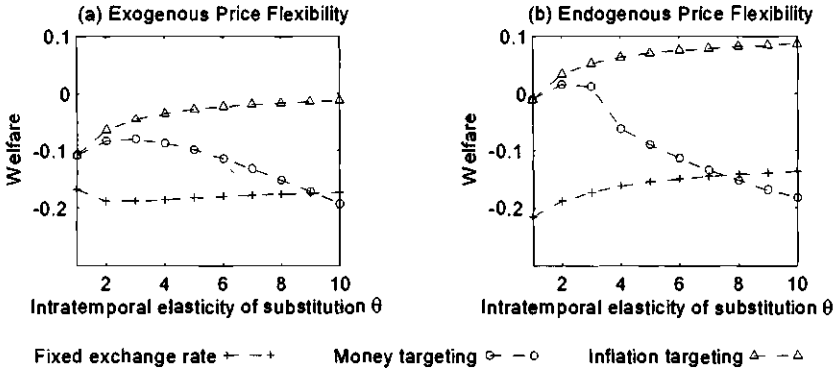 (a) Exogenous Price Flexibility
(b) Endogenous Price Flexibility
Welfare
0.1
0
-0.1
-0.2
2 4 6 8 10
Intratemporal elasticity of substitution θ
Welfare
0.1
0
-0.1
-0.2
2 4 6 8 10
Intratemporal elasticity of substitution θ
Fixed exchange rate Money targeting Inflation targeting